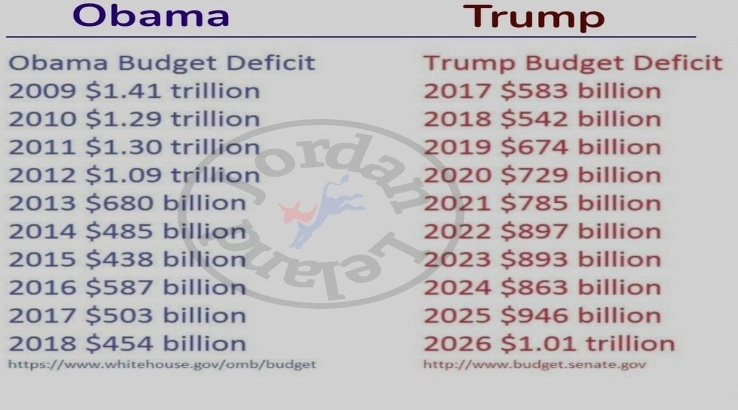 Obama
Trump
Obama Budget Deficit
2009 $1.41 trillion
2010 $1.29 trillion
2011 $1.30 trillion
2012 $1.09 trillion
2013 $680 billion
2014 $485 billion
2015 $438 billion
2016 $587 billion
2017 $503 billion
2018 $454 billion
https://www.whitehouse.gov/omb/budget
Trump Budget Deficit
2017 $583 billion
2018 $542 billion
2019 $674 billion
2020 $729 billion
2021 $785 billion
2022 $897 billion
2023 $893 billion
2024 $863 billion
2025 $946 billion
2026 $1.01 trillion
http://www.budget.senate.gov
Jordan
Leland